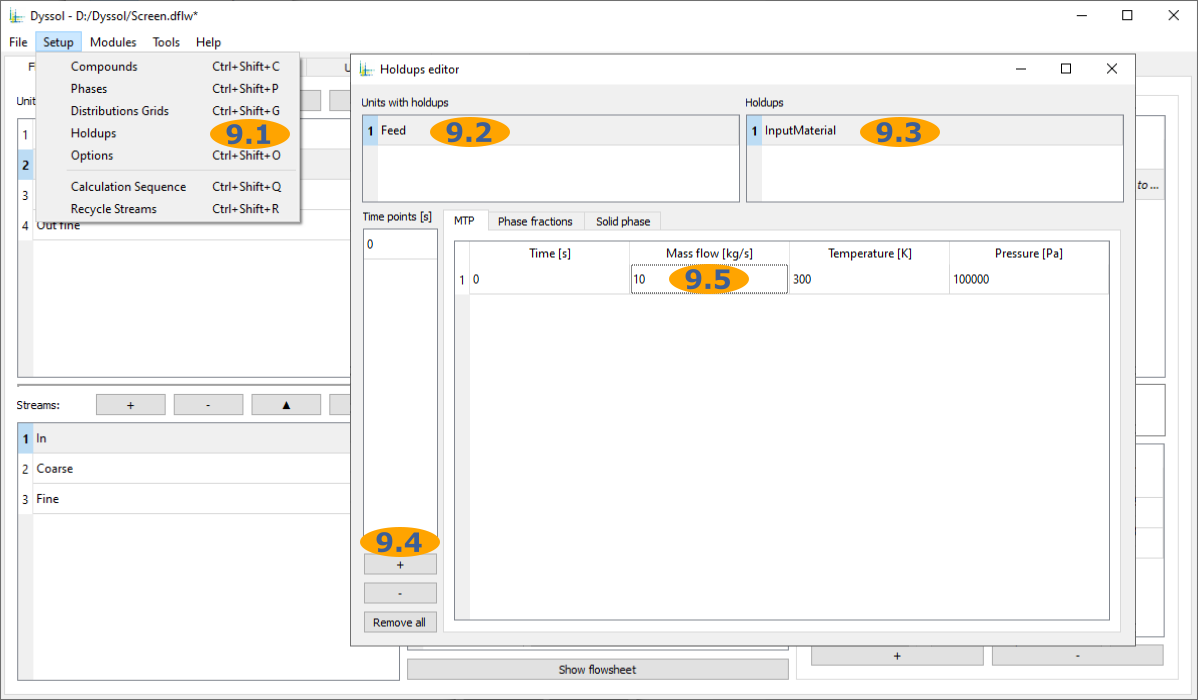 Dyssol - D:/Dyssol/Screen.dflw*
File Setup Modules Tools Help
Compounds Ctrl+Shift+C
Phases Ctrl+Shift+P
Distributions Grids Ctrl+Shift+G
Holdups 9.1
Options Ctrl+Shift+O
Calculation Sequence Ctrl+Shift+Q
Recycle Streams Ctrl+Shift+R
1
2
3
4 Out fine
Streams: + - ▲
1 In
2 Coarse
3 Fine
Holdups editor
Units with holdups
1 Feed 9.2
Holdups
1 InputMaterial 9.3
Time points [s]
0
9.4
+
-
Remove all
MTP Phase fractions Solid phase
Time [s] Mass flow [kg/s] Temperature [K] Pressure [Pa]
1 0 10 9.5 300 100000
to ...
Show flowsheet
+ -